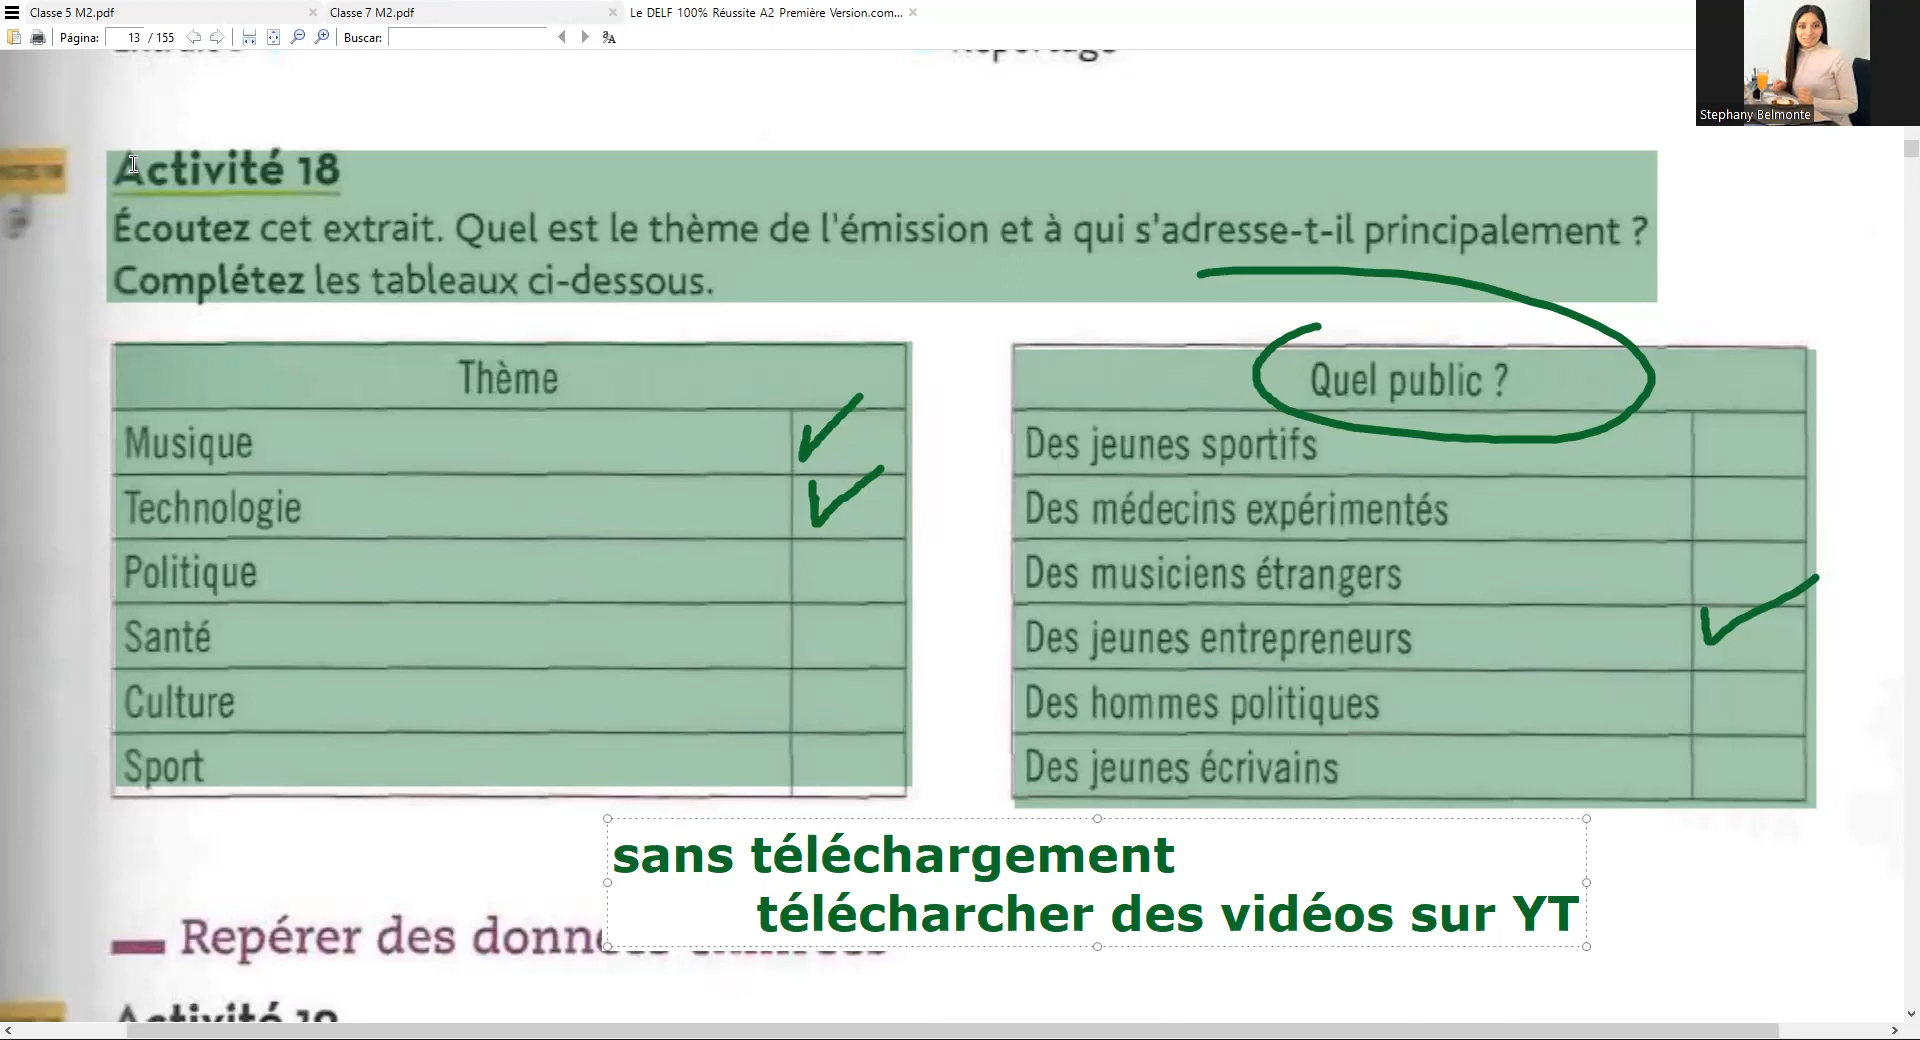 Classe 5 M2.pdf
Classe 7 M2.pdf
Le DELF 100% Réussite A2 Première Version.com...
Página: 13 / 155
Buscar:
Stephany Belmonte
Activité 18
Écoutez cet extrait. Quel est le thème de l'émission et à qui s'adresse-t-il principalement ?
Complétez les tableaux ci-dessous.
Thème
Musique
Technologie
Politique
Santé
Culture
Sport
Quel public ?
Des jeunes sportifs
Des médecins expérimentés
Des musiciens étrangers
Des jeunes entrepreneurs
Des hommes politiques
Des jeunes écrivains
sans téléchargement
télécharcher des vidéos sur YT
Repérer des
Activité 19